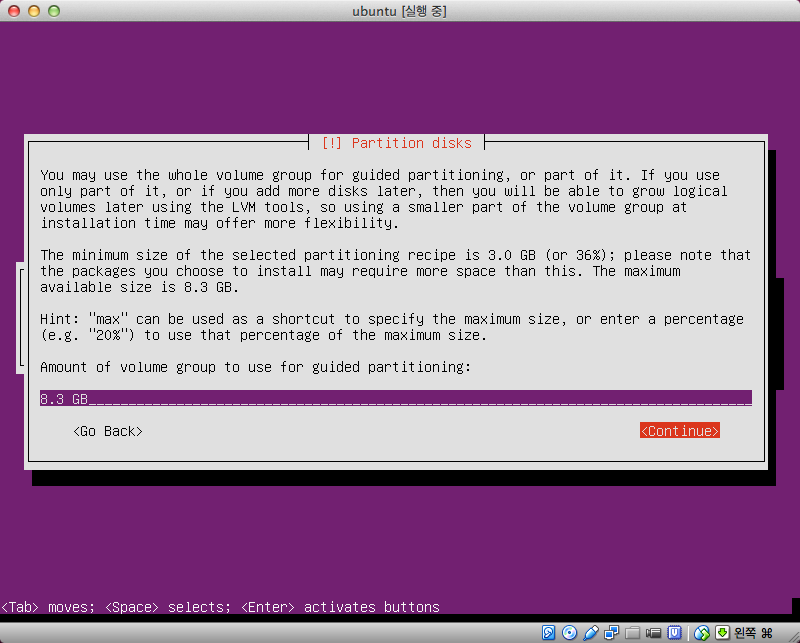 ubuntu [실행 중]
[!] Partition disks
You may use the whole volume group for guided partitioning, or part of it. If you use
only part of it, or if you add more disks later, then you will be able to grow logical
volumes later using the LVM tools, so using a smaller part of the volume group at
installation time may offer more flexibility.
The minimum size of the selected partitioning recipe is 3.0 GB (or 36%); please note that
the packages you choose to install may require more space than this. The maximum
available size is 8.3 GB.
Hint: "max" can be used as a shortcut to specify the maximum size, or enter a percentage
(e.g. "20%") to use that percentage of the maximum size.
Amount of volume group to use for guided partitioning:
8.3 GB
<Go Back> <Continue>
<Tab> moves; <Space> selects; <Enter> activates buttons
왼쪽 ⌘